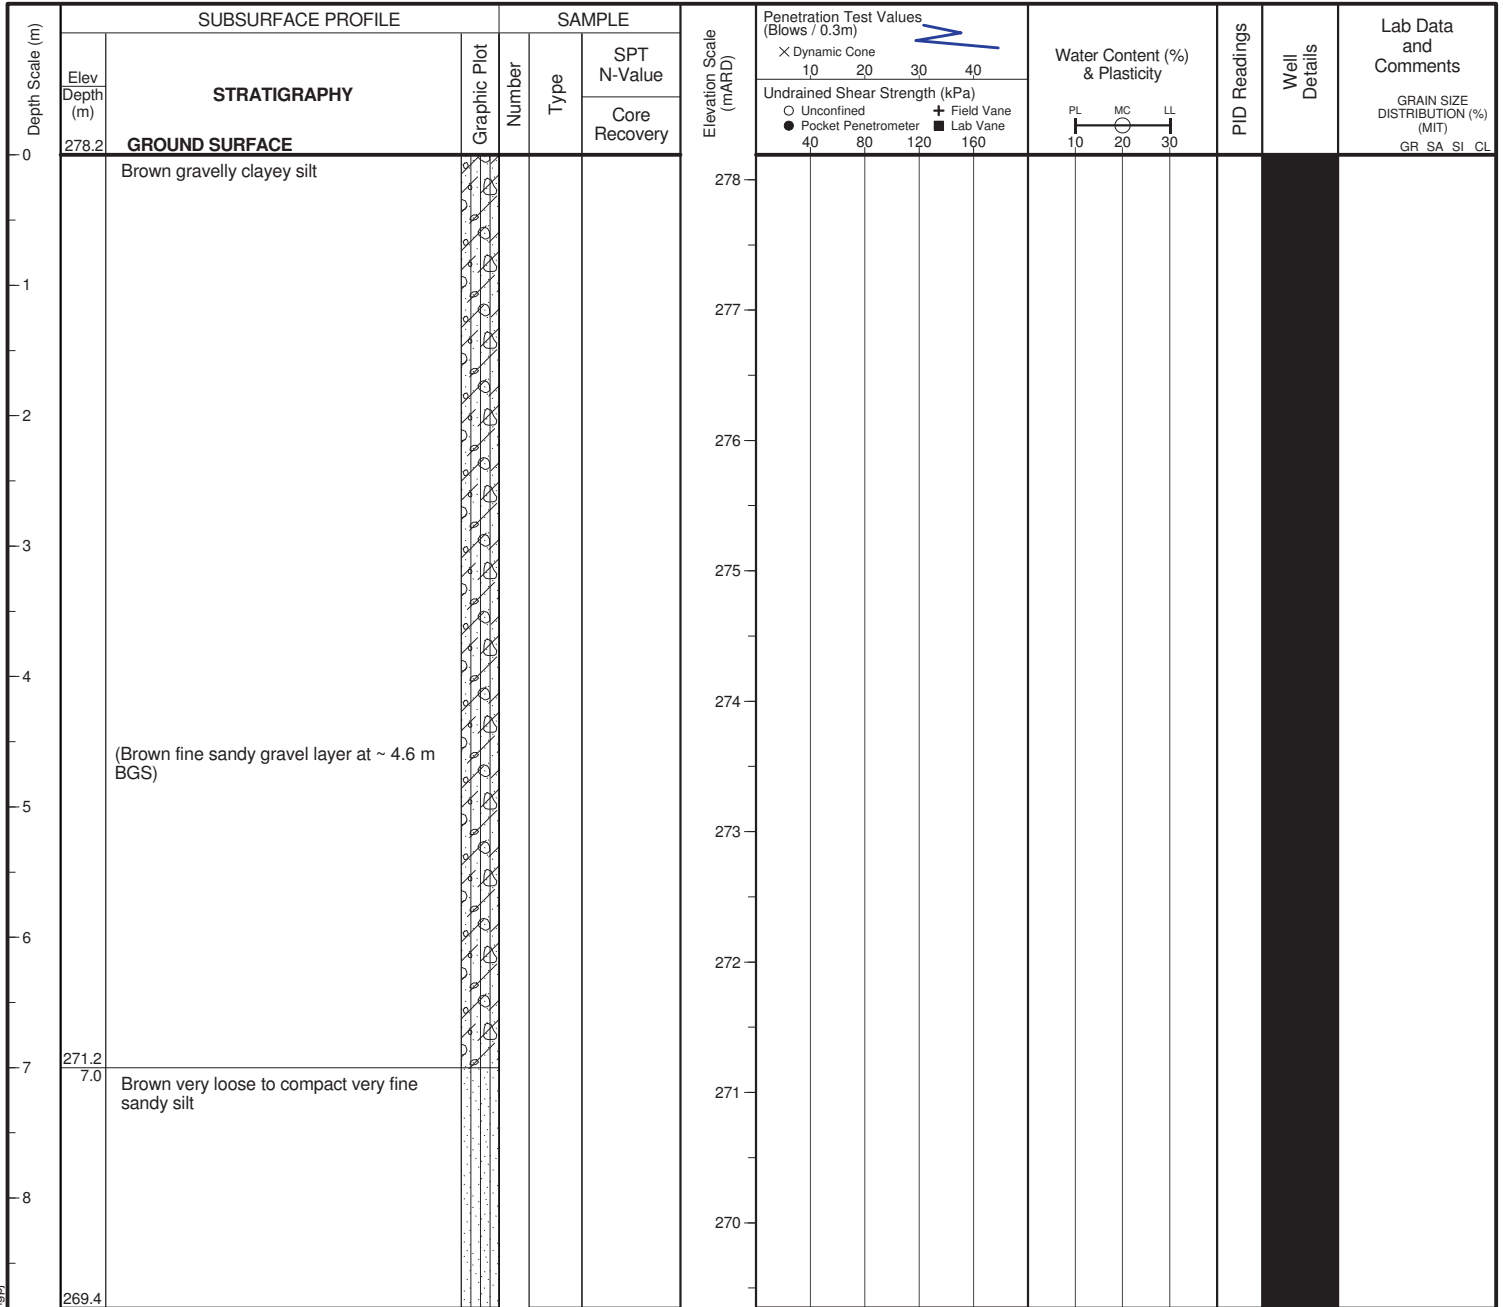 SUBSURFACE PROFILE
SAMPLE
Depth Scale (m)
Elev
Depth
(m)
STRATIGRAPHY
Graphic Plot
Number
Type
SPT
N-Value
Core
Recovery
Elevation Scale
(mARD)
Penetration Test Values
(Blows / 0.3m)
× Dynamic Cone
10 20 30 40
Undrained Shear Strength (kPa)
Unconfined
+ Field Vane
Pocket Penetrometer
Lab Vane
40 80 120 160
Water Content (%)
& Plasticity
PL MC LL
10 20 30
PID Readings
Well
Details
Lab Data
and
Comments
GRAIN SIZE
DISTRIBUTION (%)
(MIT)
GR SA SI CL
278.2 GROUND SURFACE
0
Brown gravelly clayey silt
278
1
277
2
276
3
275
4
274
(Brown fine sandy gravel layer at ~ 4.6 m
BGS)
5
273
6
272
271.2
7
7.0
Brown very loose to compact very fine
sandy silt
271
8
270
269.4